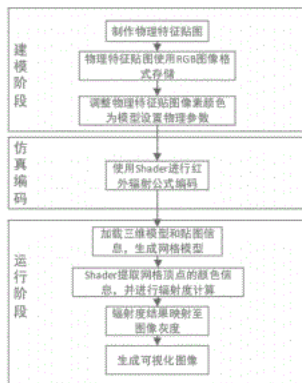 建模阶段
制作物理特征贴图
物理特征贴图使用RGB图像格
式存储
调整物理特征贴图像素颜色
为模型设置物理参数
仿真编码
使用Shader进行红
外辐射公式编码
运行阶段
加载三维模型和贴图信
息，生成网格模型
Shader提取网格顶点的颜色信
息，并进行辐射度计算
辐射度结果映射至
图像灰度
生成可视化图像